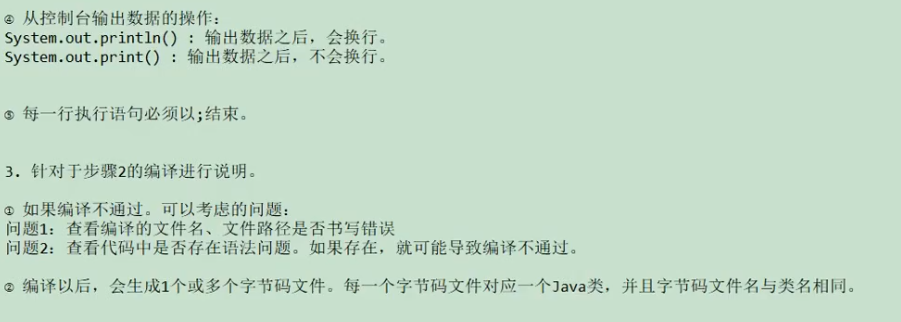 ④ 从控制台输出数据的操作：
System.out.println() : 输出数据之后，会换行。
System.out.print() : 输出数据之后，不会换行。
⑤ 每一行执行语句必须以;结束。
3. 针对于步骤2的编译进行说明。
① 如果编译不通过。可以考虑的问题：
问题1：查看编译的文件名、文件路径是否书写错误
问题2：查看代码中是否存在语法问题。如果存在，就可能导致编译不通过。
② 编译以后，会生成1个或多个字节码文件。每一个字节码文件对应一个Java类，并且字节码文件名与类名相同。